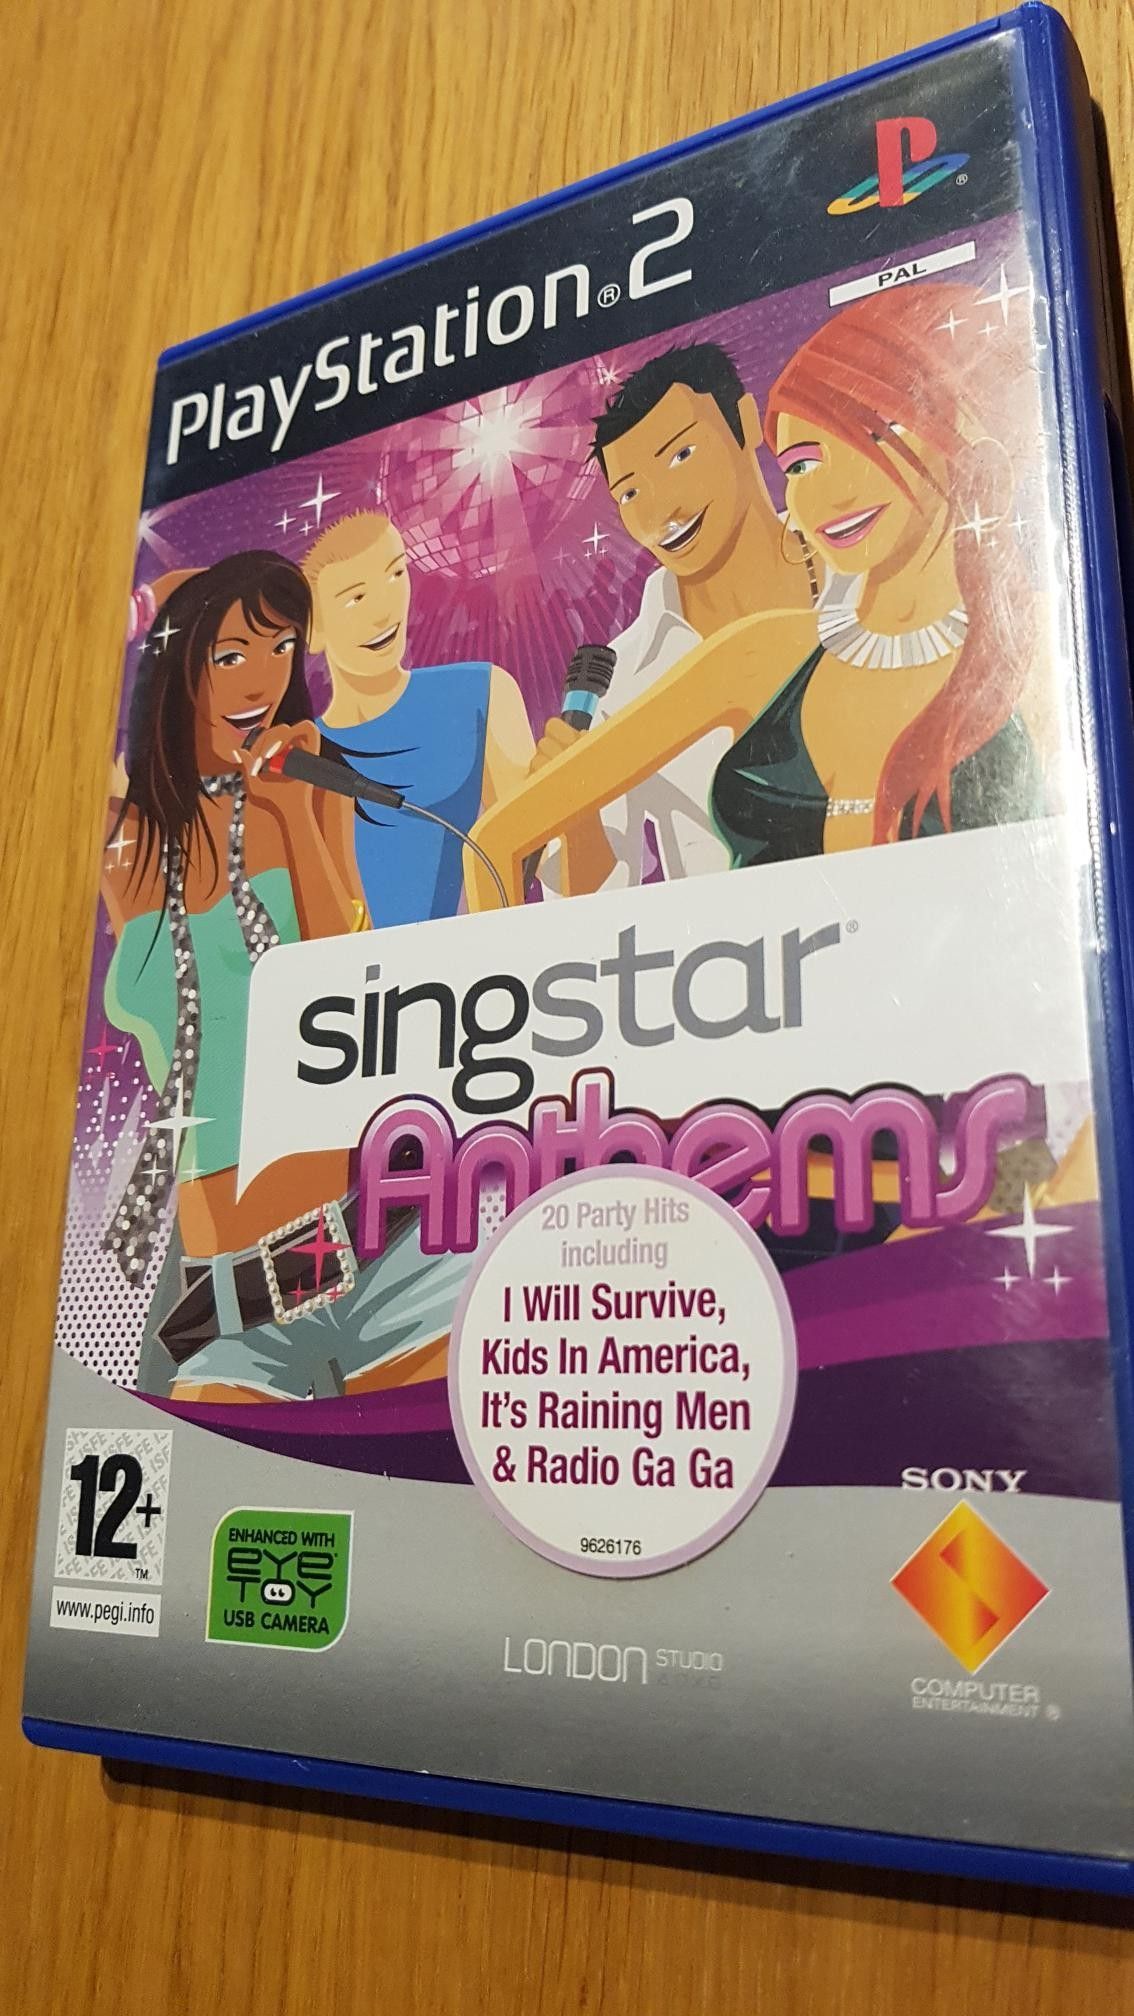 PlayStation®2
PAL
singstar®
Anthems
20 Party Hits
including
I Will Survive,
Kids In America,
It's Raining Men
& Radio Ga Ga
9626176
12+
TM
www.pegi.info
ENHANCED WITH
EYE
TOY
USB CAMERA
LONDON STUDIO
SONY
COMPUTER
ENTERTAINMENT ®